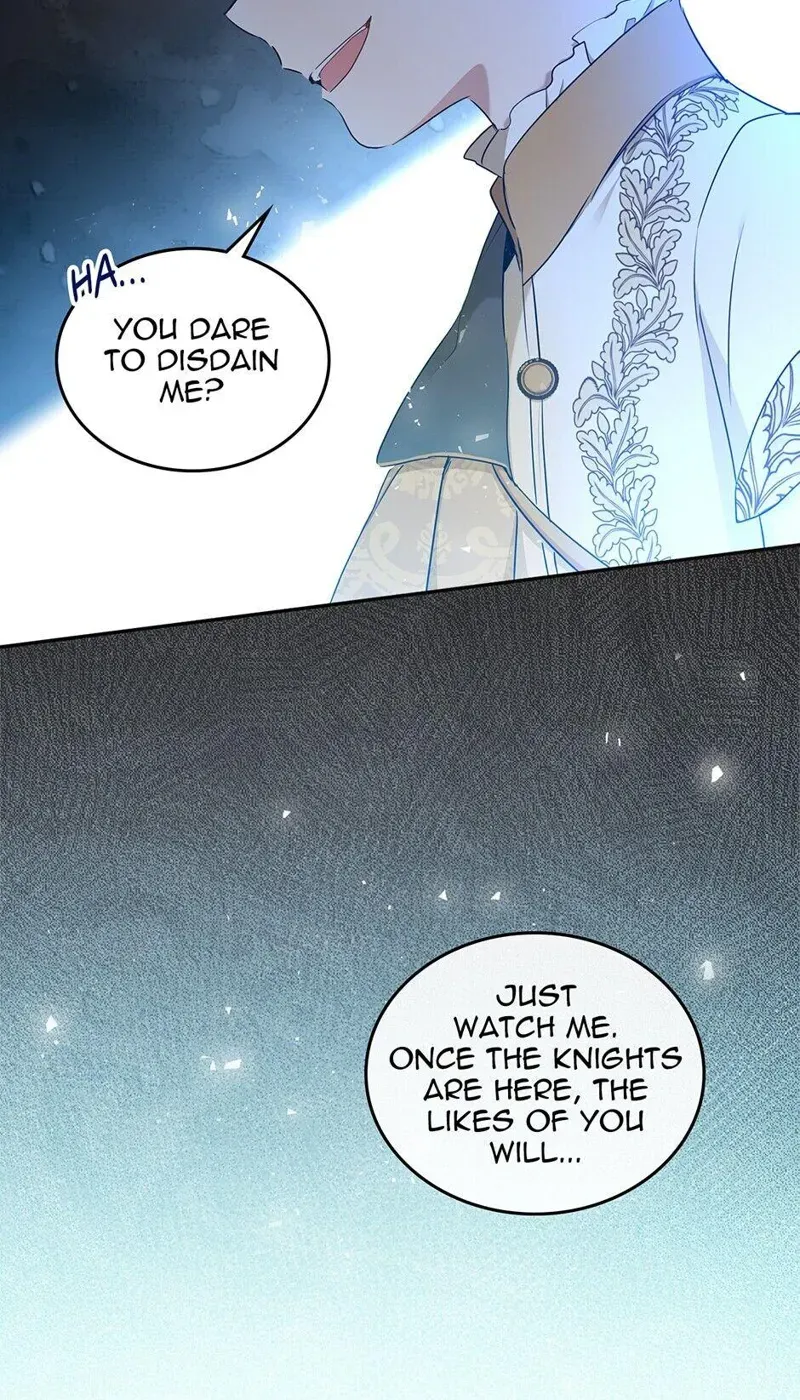 HA...
YOU DARE
TO DISDAIN
ME?
JUST
WATCH ME.
ONCE THE KNIGHTS
ARE HERE, THE
LIKES OF YOU
WILL...